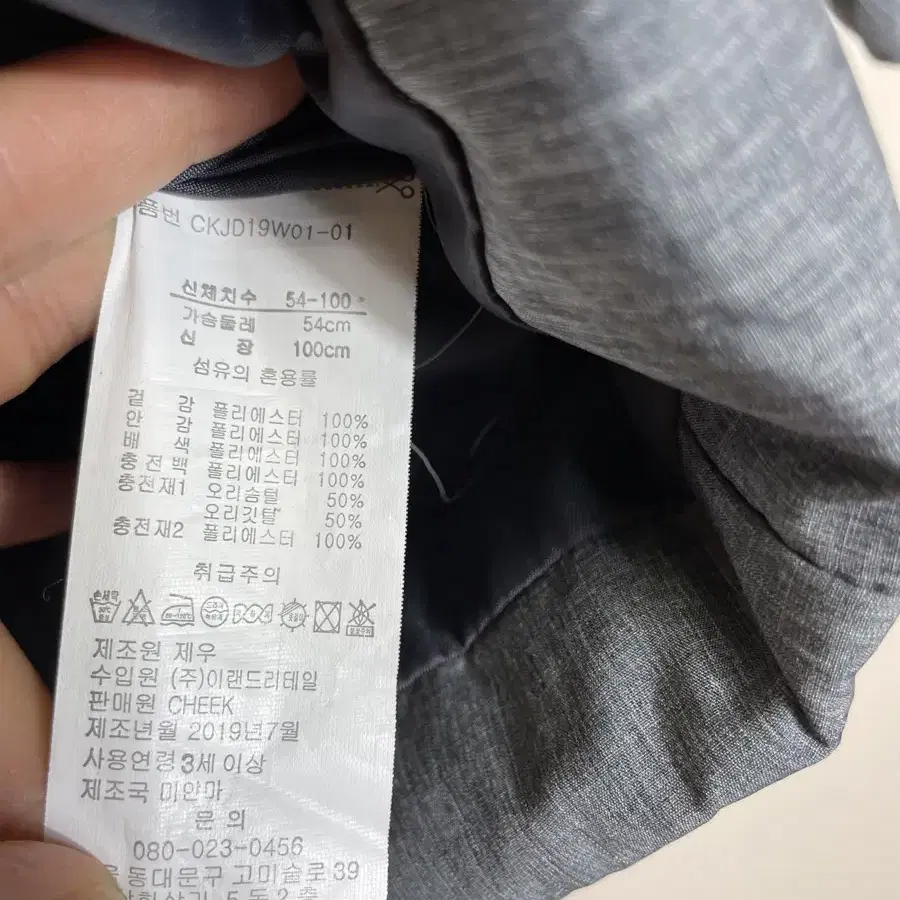 품번 CKJD19W01-01
신체치수 54-100
가슴둘레 54cm
신 장 100cm
섬유의 혼용률
겉 감 폴리에스터 100%
안 감 폴리에스터 100%
배 색 폴리에스터 100%
충전백 폴리에스터 100%
충전재1 오리솜털 50%
오리깃털 50%
충전재2 폴리에스터 100%
취급주의
손세탁
제조원 제우
수입원 (주)이랜드리테일
판매원 CHEEK
제조년월 2019년7월
사용연령 3세 이상
제조국 미얀마
문 의
080-023-0456
동대문구 고미술로 39
5동 2층